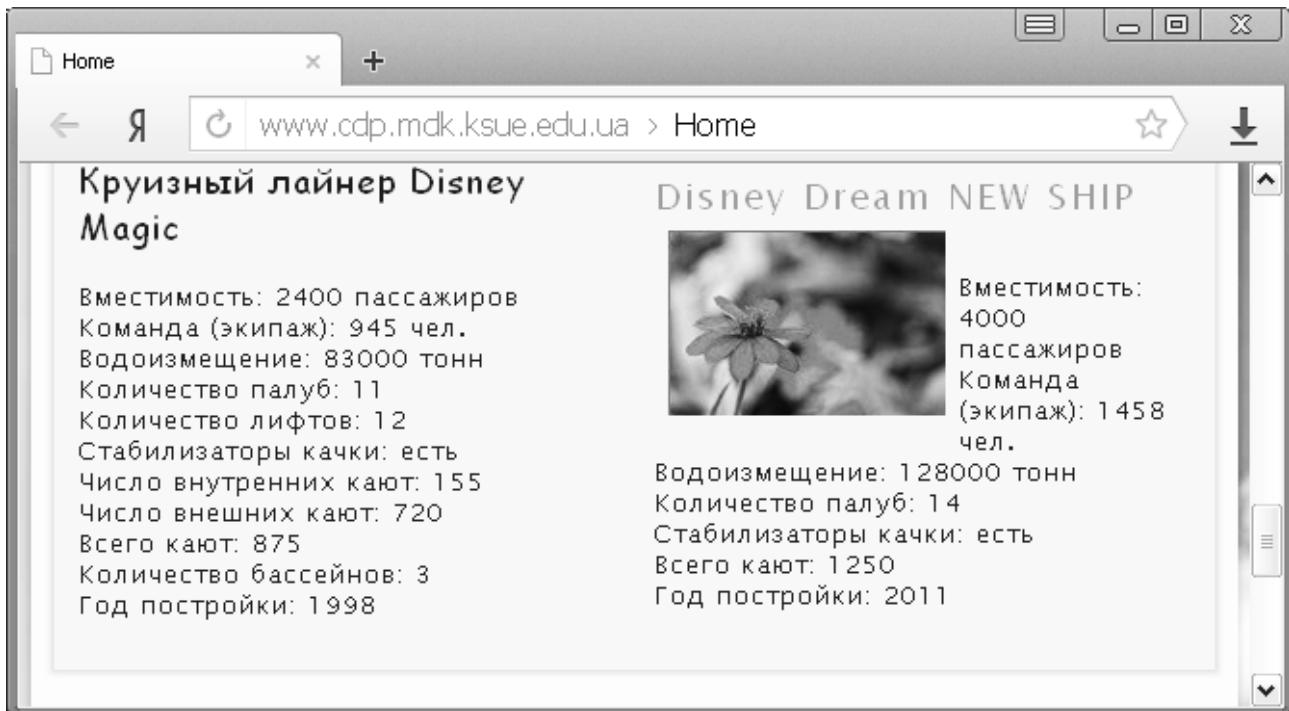 Home
www.cdp.mdk.ksue.edu.ua > Home
Круизный лайнер Disney
Magic
Вместимость: 2400 пассажиров
Команда (экипаж): 945 чел.
Водоизмещение: 83000 тонн
Количество палуб: 11
Количество лифтов: 12
Стабилизаторы качки: есть
Число внутренних кают: 155
Число внешних кают: 720
Всего кают: 875
Количество бассейнов: 3
Год постройки: 1998
Disney Dream NEW SHIP
Вместимость:
4000
пассажиров
Команда
(экипаж): 1458
чел.
Водоизмещение: 128000 тонн
Количество палуб: 14
Стабилизаторы качки: есть
Всего кают: 1250
Год постройки: 2011